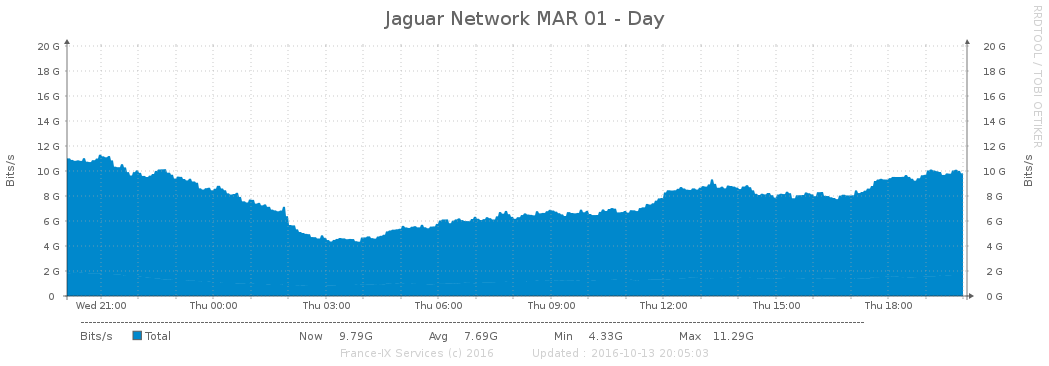 Jaguar Network MAR 01 - Day
RRDTOOL / TOBI OETIKER
Bits/s
20 G 20 G
18 G 18 G
16 G 16 G
14 G 14 G
12 G 12 G
10 G 10 G
8 G 8 G
6 G 6 G
4 G 4 G
2 G 2 G
0 0 G
Bits/s
Wed 21:00 Thu 00:00 Thu 03:00 Thu 06:00 Thu 09:00 Thu 12:00 Thu 15:00 Thu 18:00
Bits/s Total Now 9.79G Avg 7.69G Min 4.33G Max 11.29G
France-IX Services (c) 2016 Updated : 2016-10-13 20:05:03